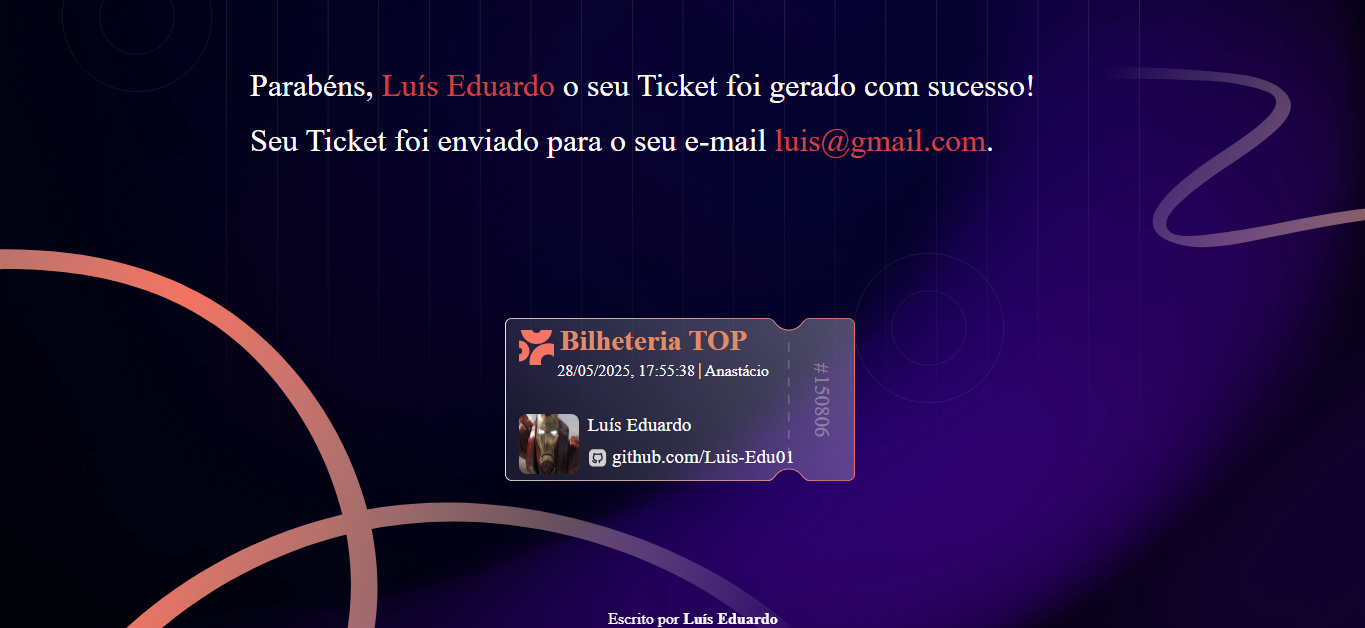 Parabéns, Luís Eduardo o seu Ticket foi gerado com sucesso!
Seu Ticket foi enviado para o seu e-mail luis@gmail.com.
Bilheteria TOP
28/05/2025, 17:55:38 | Anastácio
#150806
Luís Eduardo
github.com/Luis-Edu01
Escrito por Luís Eduardo